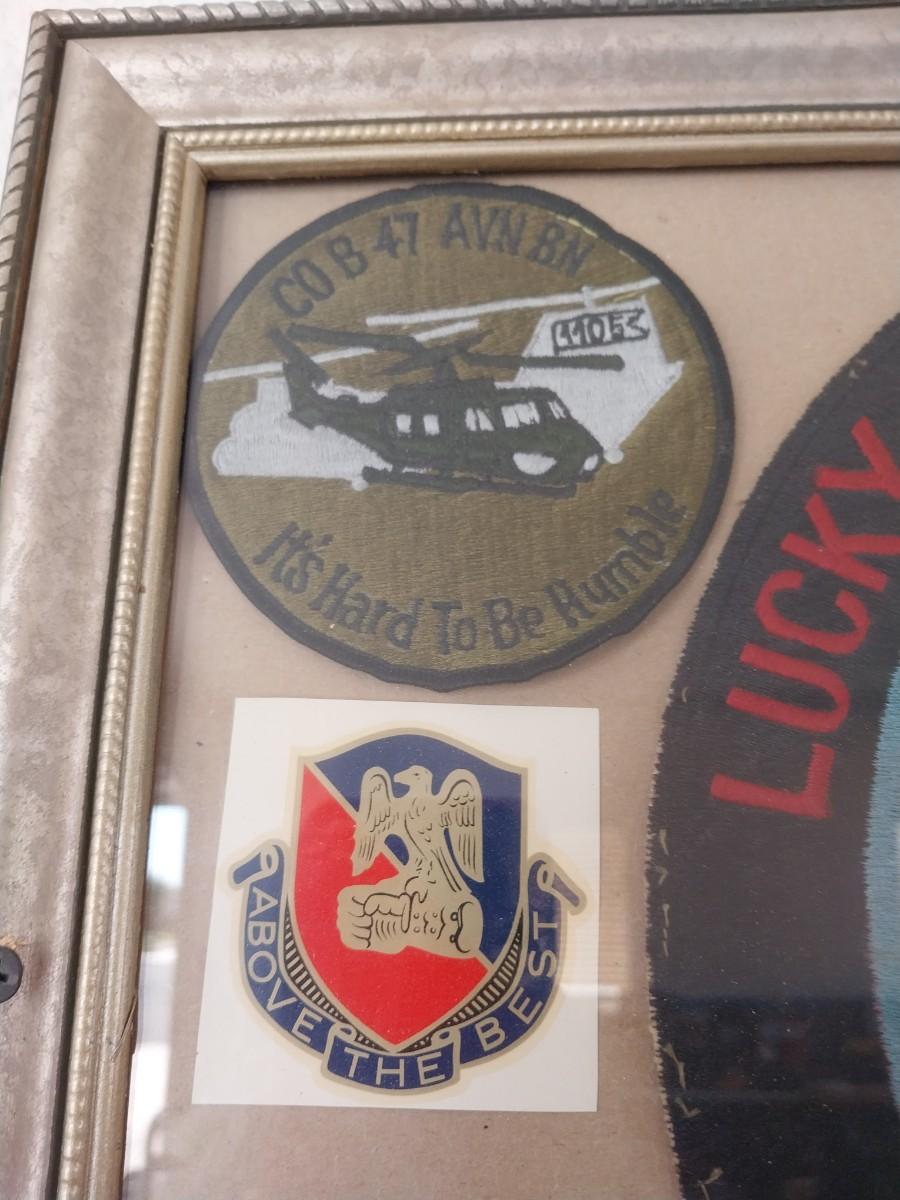 CO B 47 AVN BN
It's Hard To Be Humble
LUCKY
ABOVE THE BEST